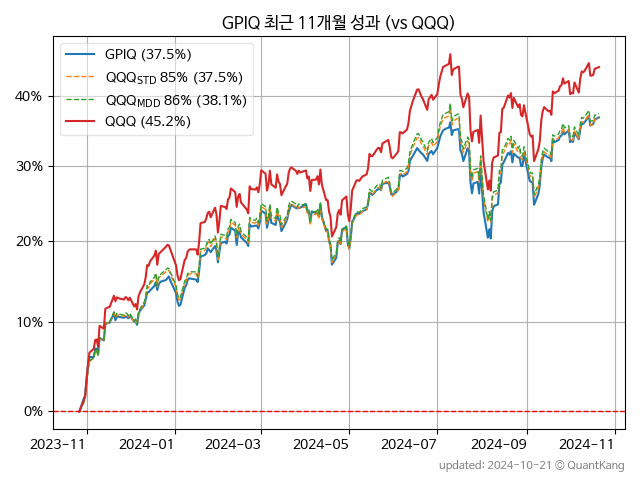 GPIQ 최근 11개월 성과 (vs QQQ)
GPIQ (37.5%)
QQQSTD 85% (37.5%)
QQQMDD 86% (38.1%)
QQQ (45.2%)
40%
30%
20%
10%
0%
2023-11 2024-01 2024-03 2024-05 2024-07 2024-09 2024-11
updated: 2024-10-21 © QuantKang